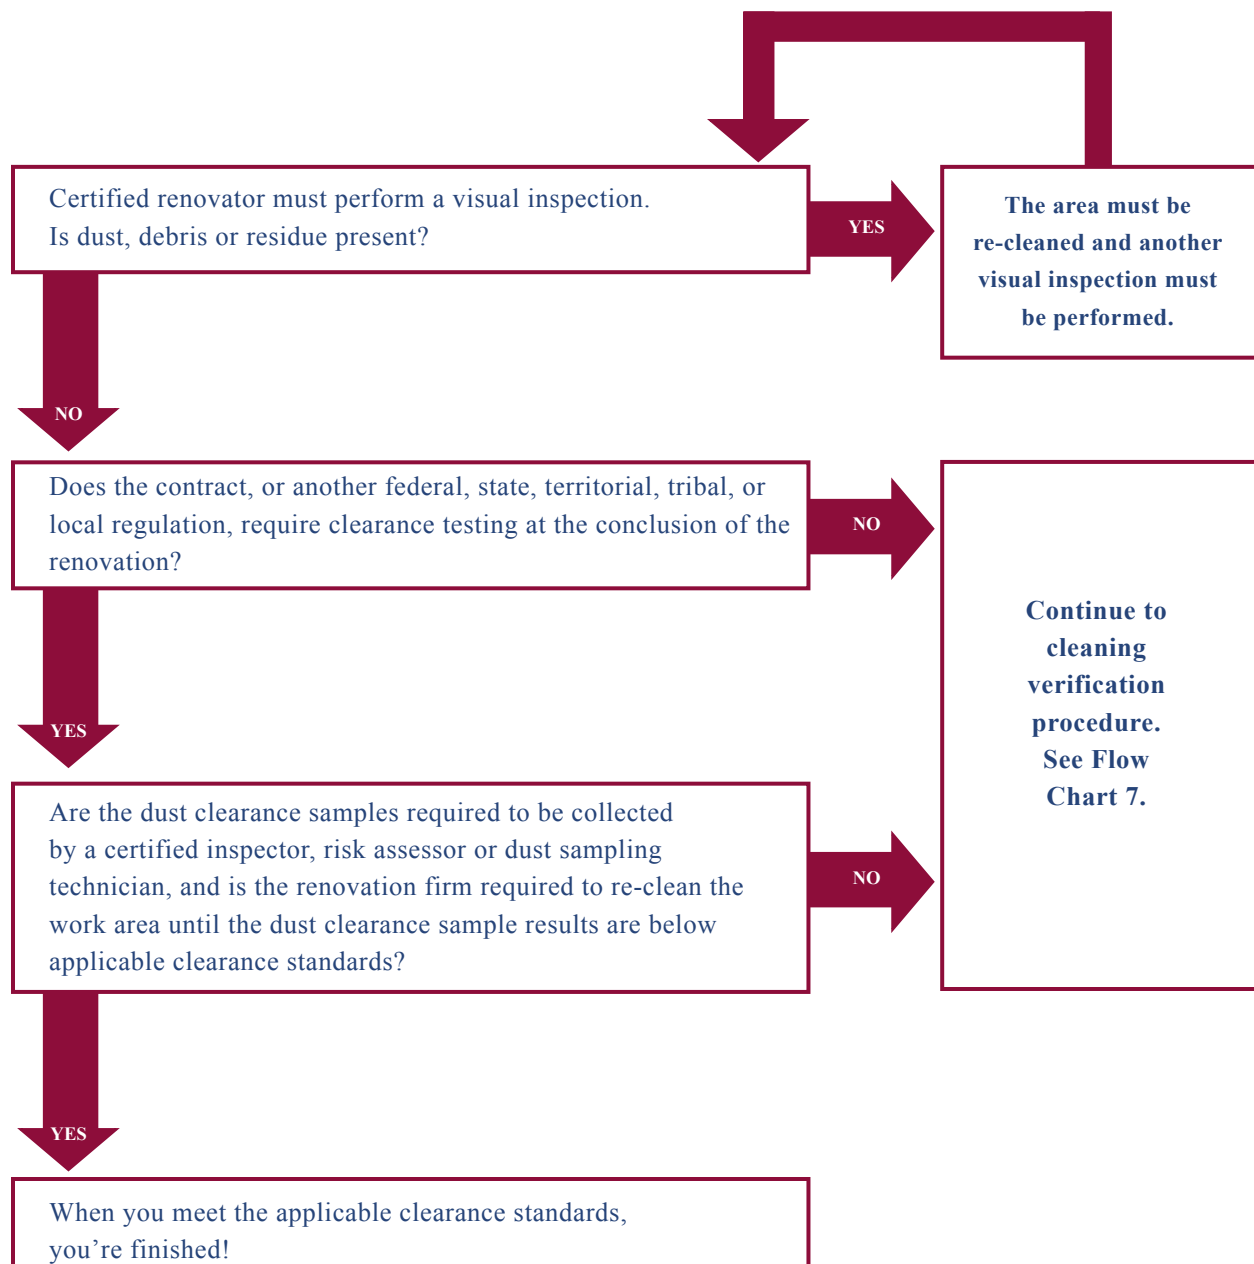 Certified renovator must perform a visual inspection.
Is dust, debris or residue present?
YES
The area must be
re-cleaned and another
visual inspection must
be performed.
NO
Does the contract, or another federal, state, territorial, tribal, or
local regulation, require clearance testing at the conclusion of the
renovation?
NO
Continue to
cleaning
verification
procedure.
See Flow
Chart 7.
YES
Are the dust clearance samples required to be collected
by a certified inspector, risk assessor or dust sampling
technician, and is the renovation firm required to re-clean the
work area until the dust clearance sample results are below
applicable clearance standards?
NO
YES
When you meet the applicable clearance standards,
you’re finished!